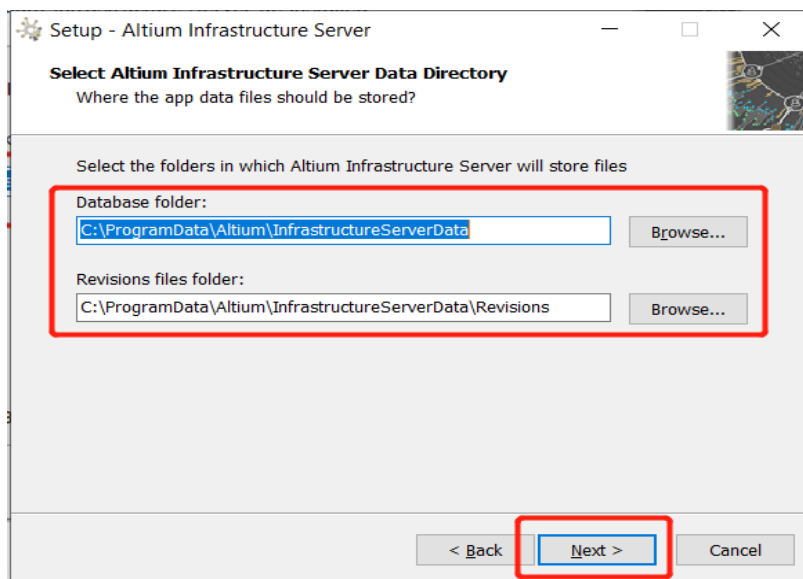 Setup - Altium Infrastructure Server
Select Altium Infrastructure Server Data Directory
Where the app data files should be stored?
Select the folders in which Altium Infrastructure Server will store files
Database folder:
C:\ProgramData\Altium\InfrastructureServerData
Browse...
Revisions files folder:
C:\ProgramData\Altium\InfrastructureServerData\Revisions
Browse...
< Back Next > Cancel